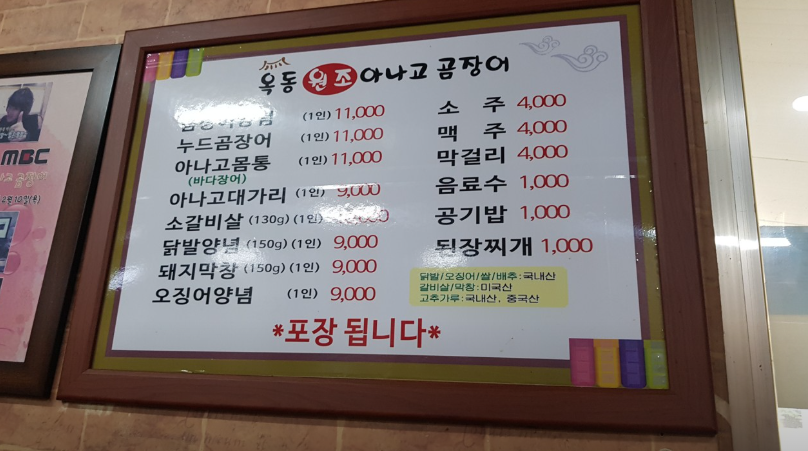 MBC
옥동 원조 아나고 곰장어
(1인) 11,000
누드곰장어 (1인) 11,000
아나고몸통 (1인) 11,000
(바다장어)
아나고대가리 (1인) 9,000
소갈비살 (130g) (1인)
닭발양념 (150g) (1인) 9,000
돼지막창 (150g) (1인) 9,000
오징어양념 (1인) 9,000
소 주 4,000
맥 주 4,000
막걸리 4,000
음료수 1,000
공기밥 1,000
된장찌개 1,000
닭발/오징어/쌀/배추:국내산
갈비살/막창:미국산
고추가루:국내산, 중국산
*포장 됩니다*